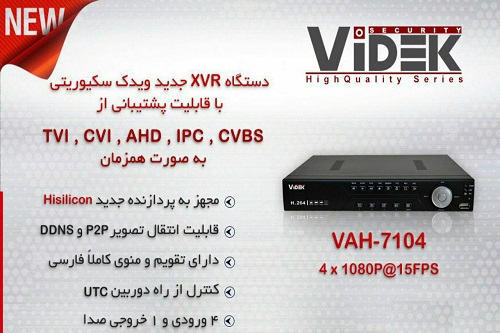 NEW
SECURITY
ViDEK
HighQuality Series
دستگاه XVR جدید ویدک سکیوریتی
با قابلیت پشتیبانی از
TVI , CVI , AHD , IPC , CVBS
به صورت همزمان
مجهز به پردازنده جدید Hisilicon
قابلیت انتقال تصویر P2P و DDNS
دارای تقویم و منوی کاملاً فارسی
کنترل از راه دوربین UTC
۴ ورودی و ۱ خروجی صدا
ViDEK
H.264
VAH-7104
4 x 1080P@15FPS